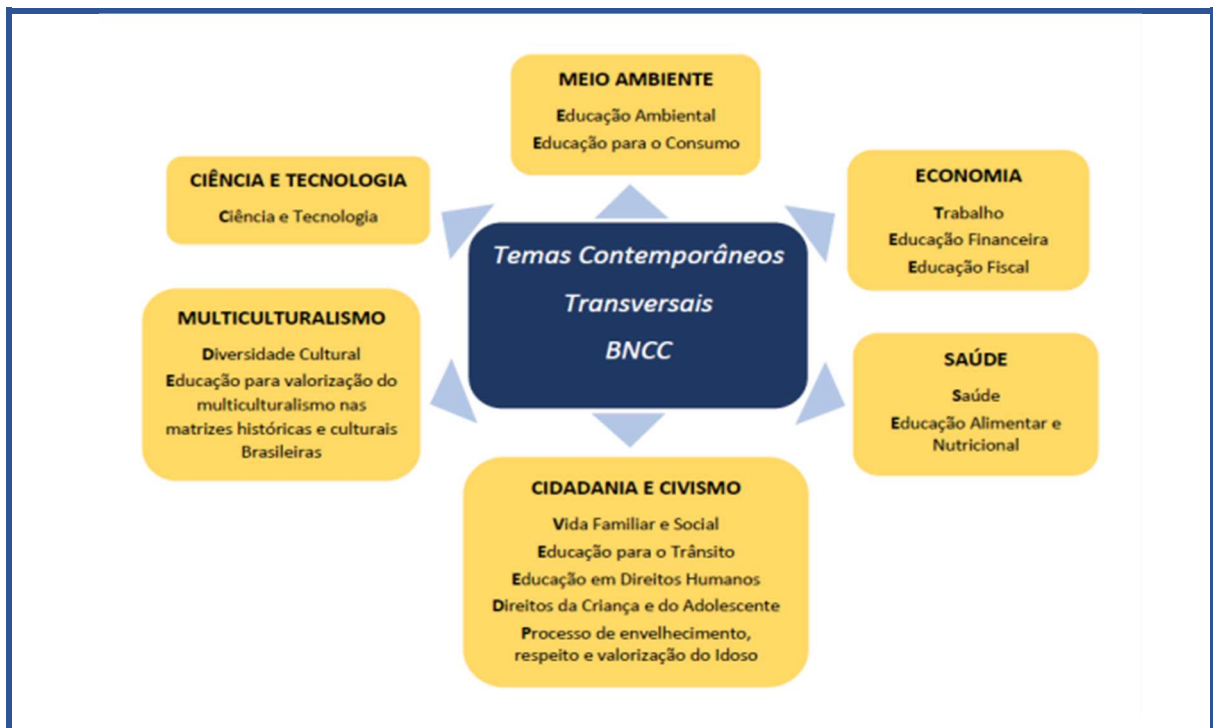 MEIO AMBIENTE
Educação Ambiental
Educação para o Consumo
CIÊNCIA E TECNOLOGIA
Ciência e Tecnologia
ECONOMIA
Trabalho
Educação Financeira
Educação Fiscal
Temas Contemporâneos
Transversais
BNCC
MULTICULTURALISMO
Diversidade Cultural
Educação para valorização do
multiculturalismo nas
matrizes históricas e culturais
Brasileiras
SAÚDE
Saúde
Educação Alimentar e
Nutricional
CIDADANIA E CIVISMO
Vida Familiar e Social
Educação para o Trânsito
Educação em Direitos Humanos
Direitos da Criança e do Adolescente
Processo de envelhecimento,
respeito e valorização do Idoso